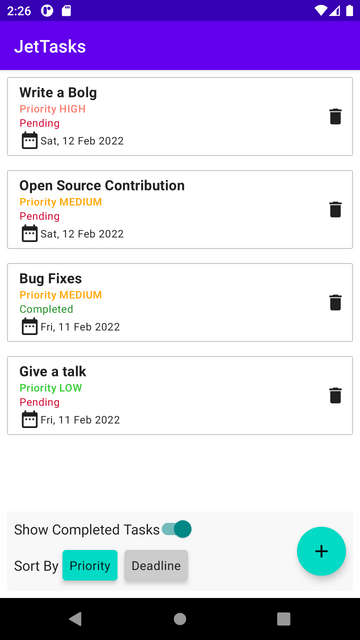 2:26
JetTasks
Write a Bolg
Priority HIGH
Pending
Sat, 12 Feb 2022
Open Source Contribution
Priority MEDIUM
Pending
Sat, 12 Feb 2022
Bug Fixes
Priority MEDIUM
Completed
Fri, 11 Feb 2022
Give a talk
Priority LOW
Pending
Fri, 11 Feb 2022
Show Completed Tasks
Sort By Priority Deadline